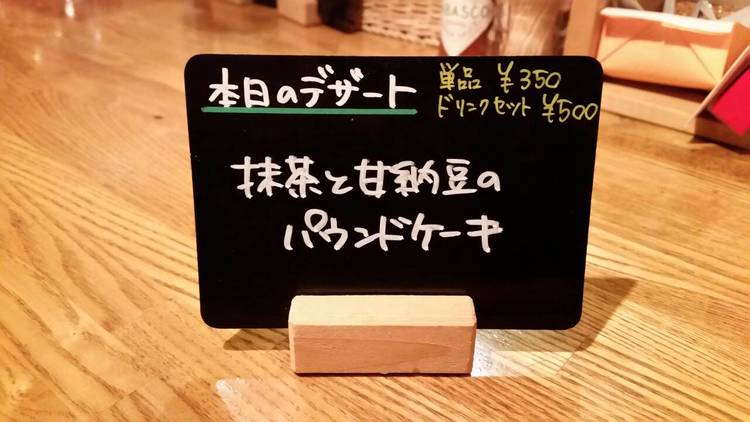 本日のデザート
単品 ¥350
ドリンクセット ¥500
抹茶と甘納豆の
パウンドケーキ